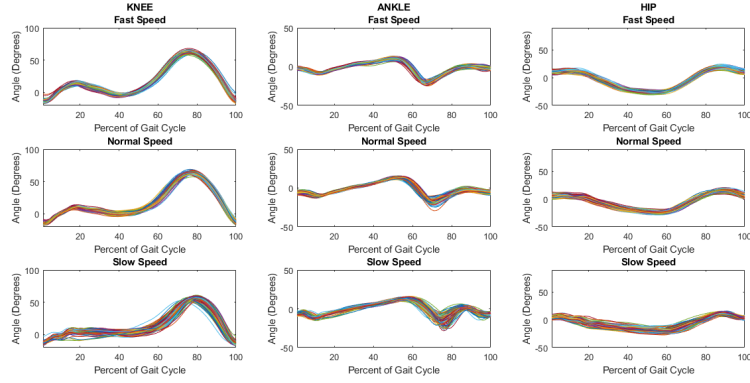 KNEE
Fast Speed
Angle (Degrees)
100
50
0
20 40 60 80 100
Percent of Gait Cycle
ANKLE
Fast Speed
Angle (Degrees)
50
0
-50
20 40 60 80 100
Percent of Gait Cycle
HIP
Fast Speed
Angle (Degrees)
50
0
-50
20 40 60 80 100
Percent of Gait Cycle
Normal Speed
Angle (Degrees)
100
50
0
20 40 60 80 100
Percent of Gait Cycle
Normal Speed
Angle (Degrees)
50
0
-50
20 40 60 80 100
Percent of Gait Cycle
Normal Speed
Angle (Degrees)
50
0
-50
20 40 60 80 100
Percent of Gait Cycle
Slow Speed
Angle (Degrees)
100
50
0
20 40 60 80 100
Percent of Gait Cycle
Slow Speed
Angle (Degrees)
50
0
-50
20 40 60 80 100
Percent of Gait Cycle
Slow Speed
Angle (Degrees)
50
0
-50
20 40 60 80 100
Percent of Gait Cycle